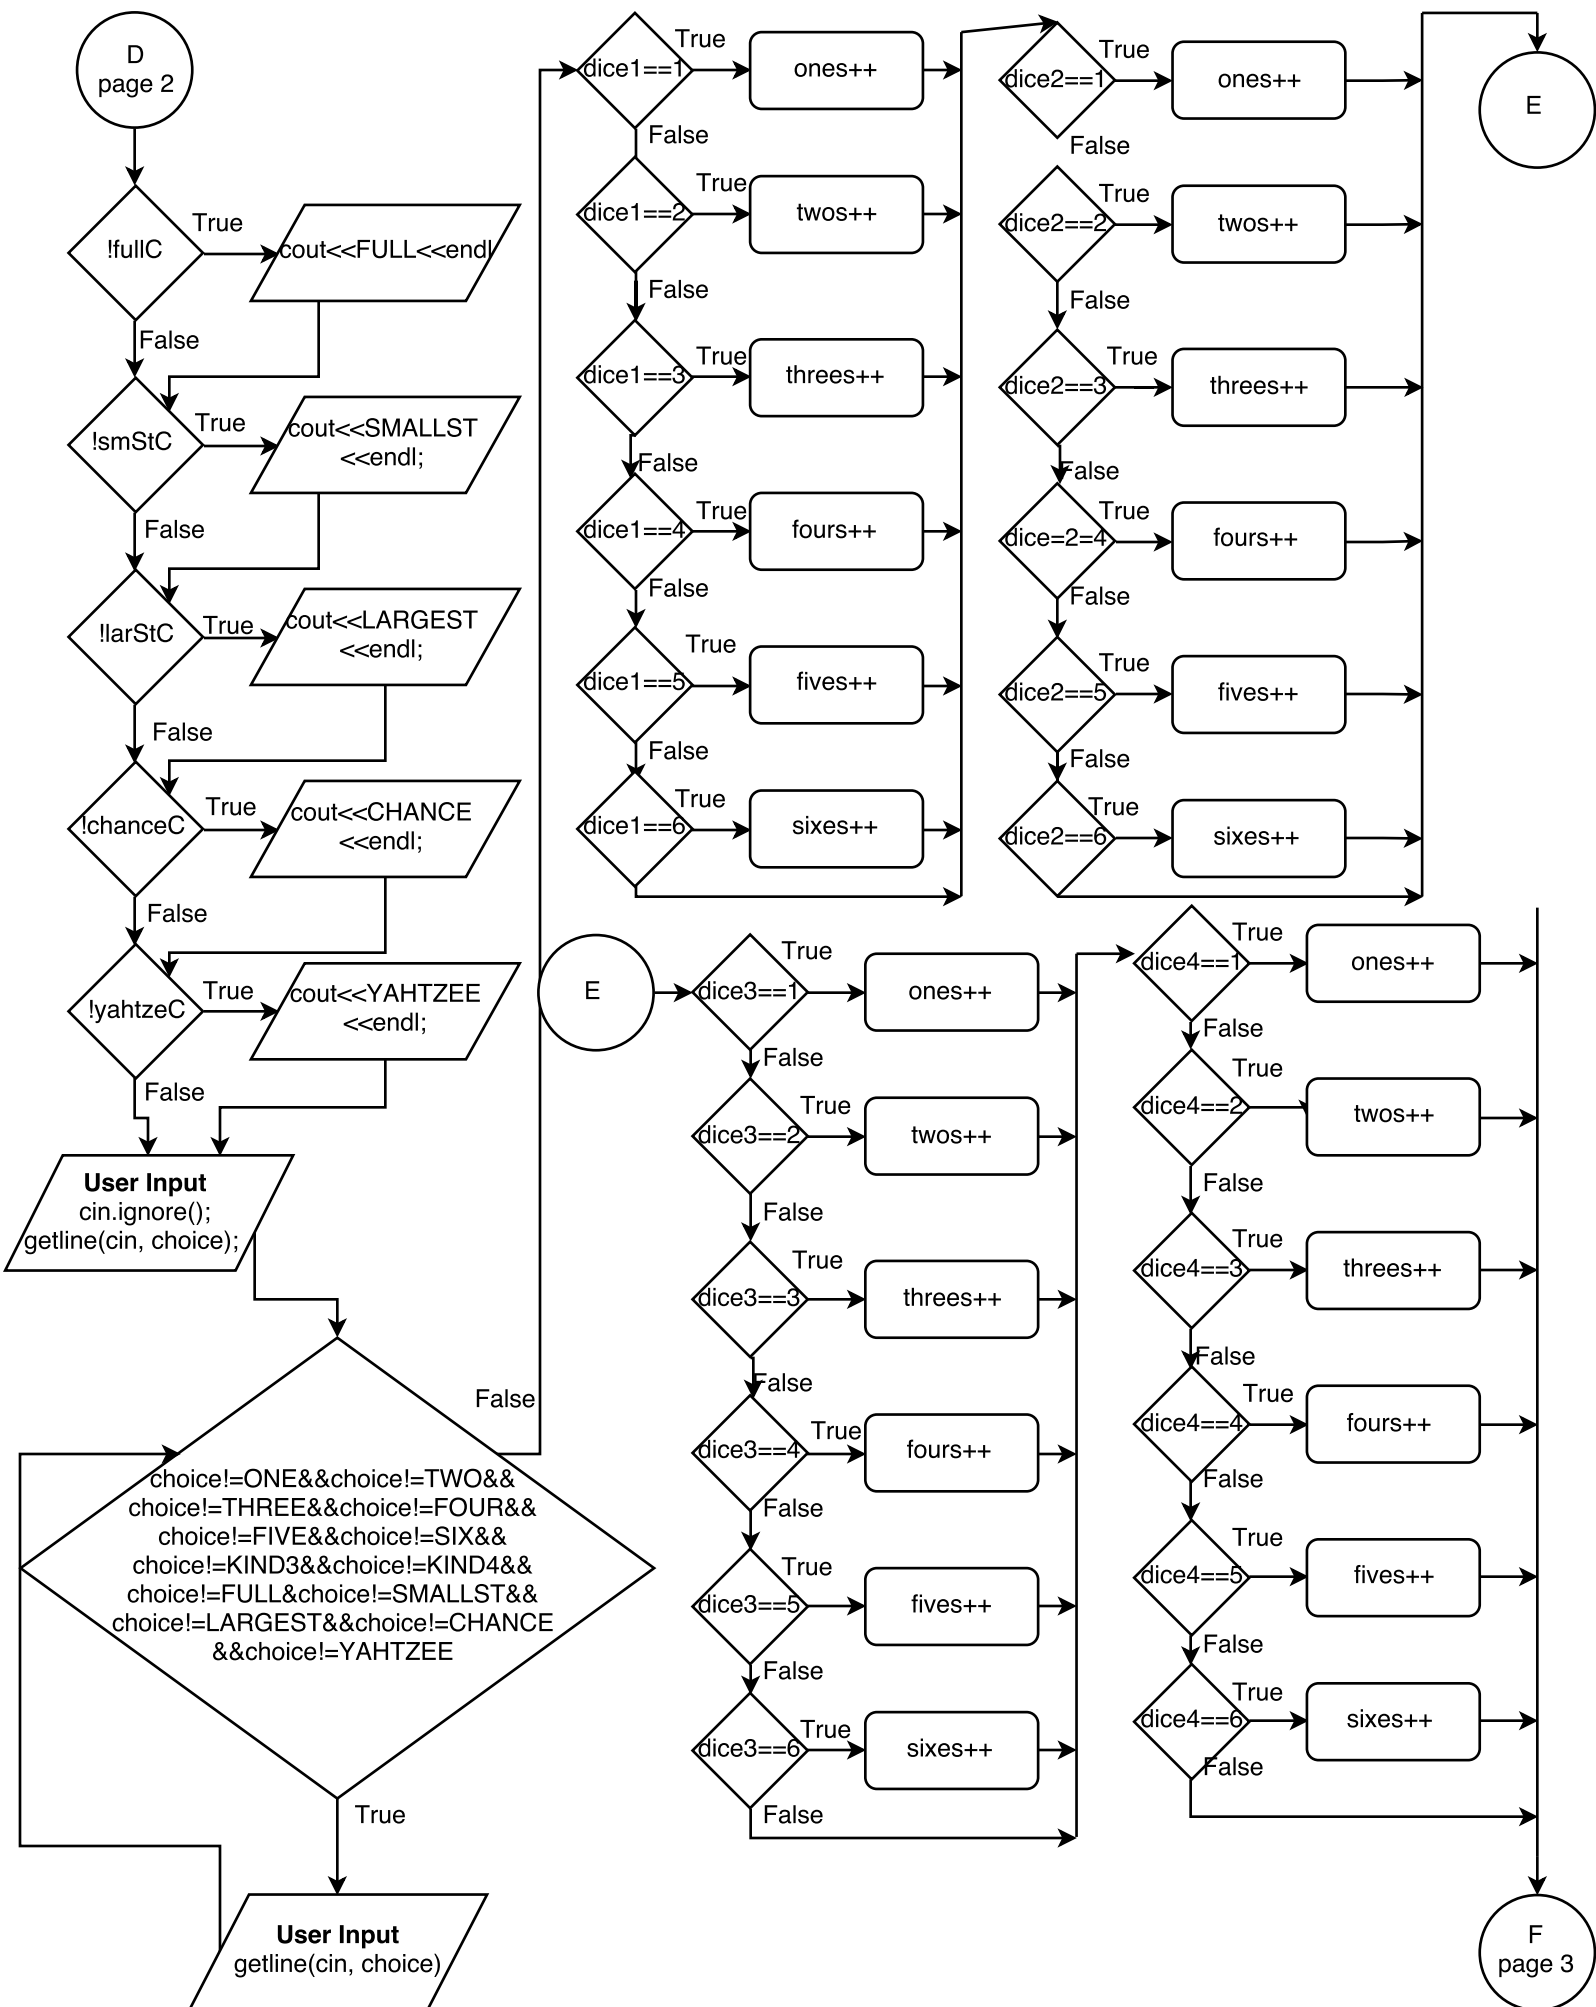 D
page 2
!fullC
True
cout<<FULL<<endl
False
!smStC
True
cout<<SMALLST
<<endl;
False
!larStC
True
cout<<LARGEST
<<endl;
False
!chanceC
True
cout<<CHANCE
<<endl;
False
!yahtzeC
True
cout<<YAHTZEE
<<endl;
False
User Input
cin.ignore();
getline(cin, choice);
False
choice!=ONE&&choice!=TWO&&
choice!=THREE&&choice!=FOUR&&
choice!=FIVE&&choice!=SIX&&
choice!=KIND3&&choice!=KIND4&&
choice!=FULL&choice!=SMALLST&&
choice!=LARGEST&&choice!=CHANCE
&&choice!=YAHTZEE
True
User Input
getline(cin, choice)
dice1==1
True
ones++
False
dice1==2
True
twos++
False
dice1==3
True
threes++
False
dice1==4
True
fours++
False
dice1==5
True
fives++
False
dice1==6
True
sixes++
dice2==1
True
ones++
False
dice2==2
True
twos++
False
dice2==3
True
threes++
False
dice=2=4
True
fours++
False
dice2==5
True
fives++
False
dice2==6
True
sixes++
E
E
dice3==1
True
ones++
False
dice3==2
True
twos++
False
dice3==3
True
threes++
False
dice3==4
True
fours++
False
dice3==5
True
fives++
False
dice3==6
True
sixes++
False
dice4==1
True
ones++
False
dice4==2
True
twos++
False
dice4==3
True
threes++
False
dice4==4
True
fours++
False
dice4==5
True
fives++
False
dice4==6
True
sixes++
False
F
page 3